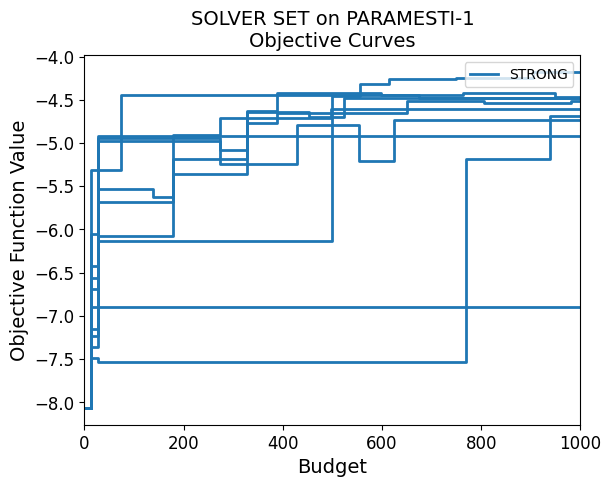 SOLVER SET on PARAMESTI-1
Objective Curves
STRONG
Objective Function Value
−4.0
−4.5
−5.0
−5.5
−6.0
−6.5
−7.0
−7.5
−8.0
0 200 400 600 800 1000
Budget